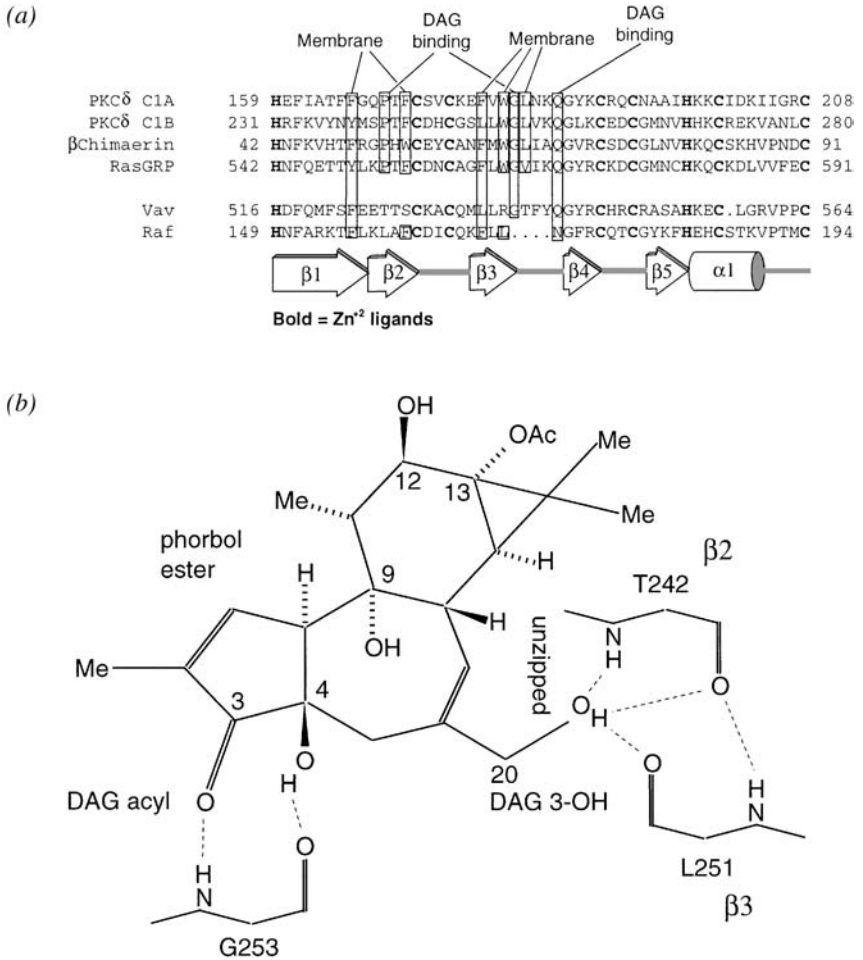 (a)
Membrane DAG binding Membrane DAG binding
PKCδ C1A 159 HEFIATFFGQPTFCSVCKEFVWGLNKQGYKCRQCNAAIHKKCIDKIIGRC 208
PKCδ C1B 231 HRFKVYNYMSPTFCDHCGSLLWGLVKQGLKCEDCGMNVHHKCREKVANLC 280
βChimaerin 42 HNFKVHTFRGPHWCEYCANFMWGLIAQGVRCSDCGLNVHKQCSKHVPNDC 91
RasGRP 542 HNFQETTYLKPTFCDNCAGFLWGVIKQGYRCSDCGMNCHKQCKDLVVFEC 591
Vav 516 HDFQMFSFEETTSCKACQMLLRGTFYQGYRCHRCRASAHKEC.LGRVPPC 564
Raf 149 HNFARKTFLKLAFCDICQKFLL....NGFRCQTCGYKFHEHCSTKVPTMC 194
β1 β2 β3 β4 β5 α1
Bold = Zn+2 ligands
(b)
OH
OAc
Me
12
13
Me
Me
phorbol ester
H
9
H
β2
T242
OH
H
unzipped
N
H
Me
3
4
O
H
O
O
H
20
DAG acyl
O
H
DAG 3-OH
O
H
N
H
N
O
L251
G253
β3